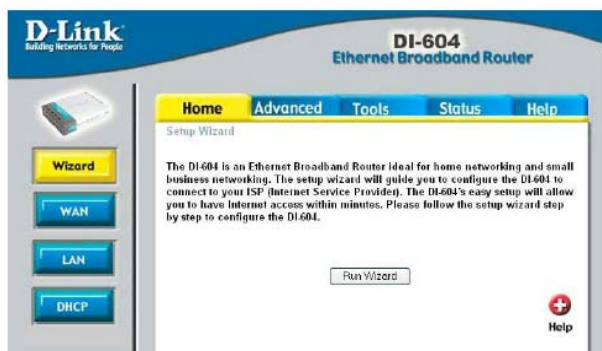 D-Link
Building Networks for People
DI-604
Ethernet Broadband Router
Home Advanced Tools Status Help
Setup Wizard
Wizard
WAN
LAN
DHCP
The DI-604 is an Ethernet Broadband Router ideal for home networking and small
business networking. The setup wizard will guide you to configure the DI-604 to
connect to your ISP (Internet Service Provider). The DI-604's easy setup will allow
you to have Internet access within minutes. Please follow the setup wizard step
by step to configure the DI-604.
Run Wizard
Help